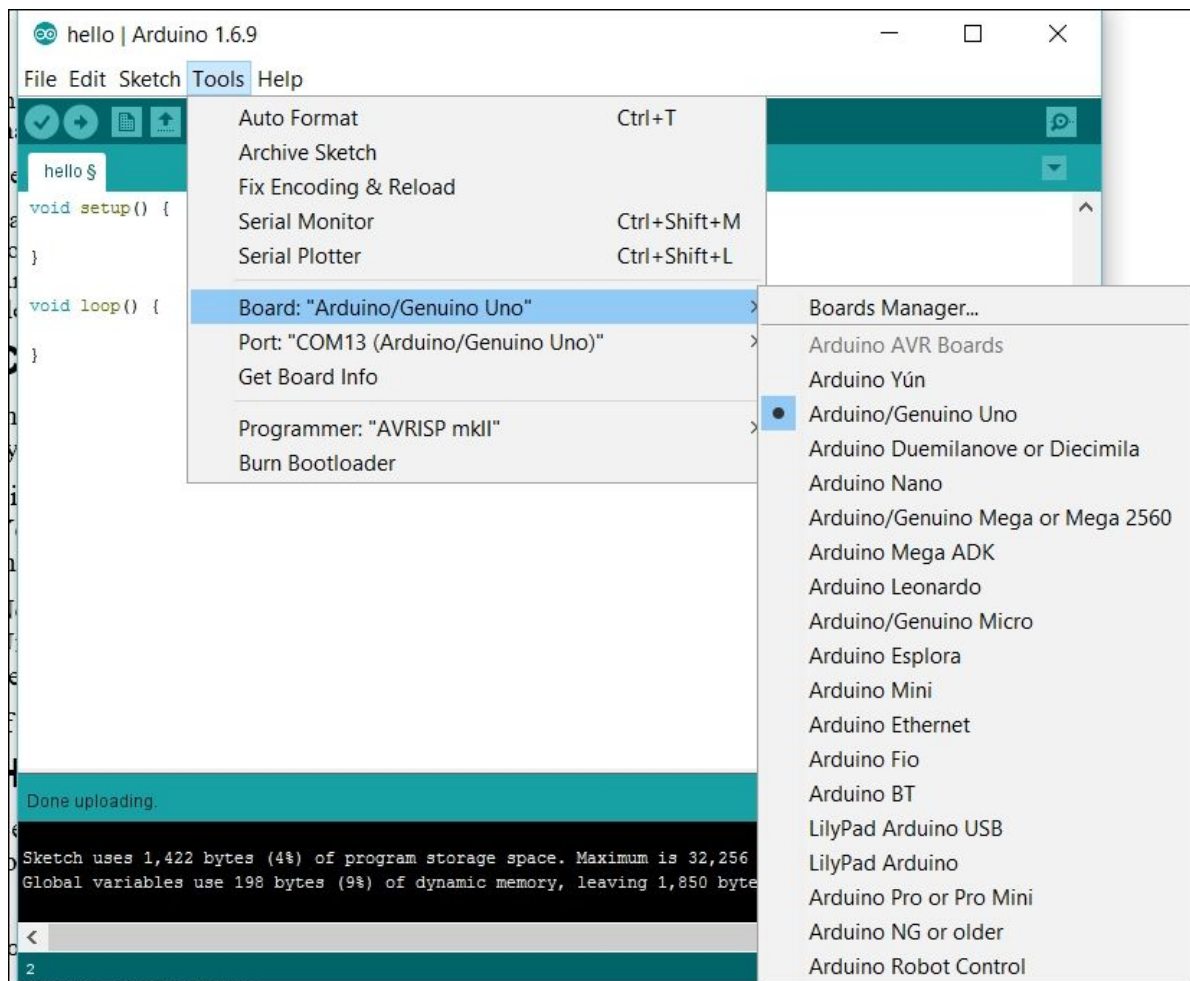 hello | Arduino 1.6.9
File Edit Sketch Tools Help
hello §
void setup() {
}
void loop() {
}
Auto Format Ctrl+T
Archive Sketch
Fix Encoding & Reload
Serial Monitor Ctrl+Shift+M
Serial Plotter Ctrl+Shift+L
Board: "Arduino/Genuino Uno"
Port: "COM13 (Arduino/Genuino Uno)"
Get Board Info
Programmer: "AVRISP mkII"
Burn Bootloader
Boards Manager...
Arduino AVR Boards
Arduino Yún
Arduino/Genuino Uno
Arduino Duemilanove or Diecimila
Arduino Nano
Arduino/Genuino Mega or Mega 2560
Arduino Mega ADK
Arduino Leonardo
Arduino/Genuino Micro
Arduino Esplora
Arduino Mini
Arduino Ethernet
Arduino Fio
Arduino BT
LilyPad Arduino USB
LilyPad Arduino
Arduino Pro or Pro Mini
Arduino NG or older
Arduino Robot Control
Done uploading.
Sketch uses 1,422 bytes (4%) of program storage space. Maximum is 32,256
Global variables use 198 bytes (9%) of dynamic memory, leaving 1,850 byte
2